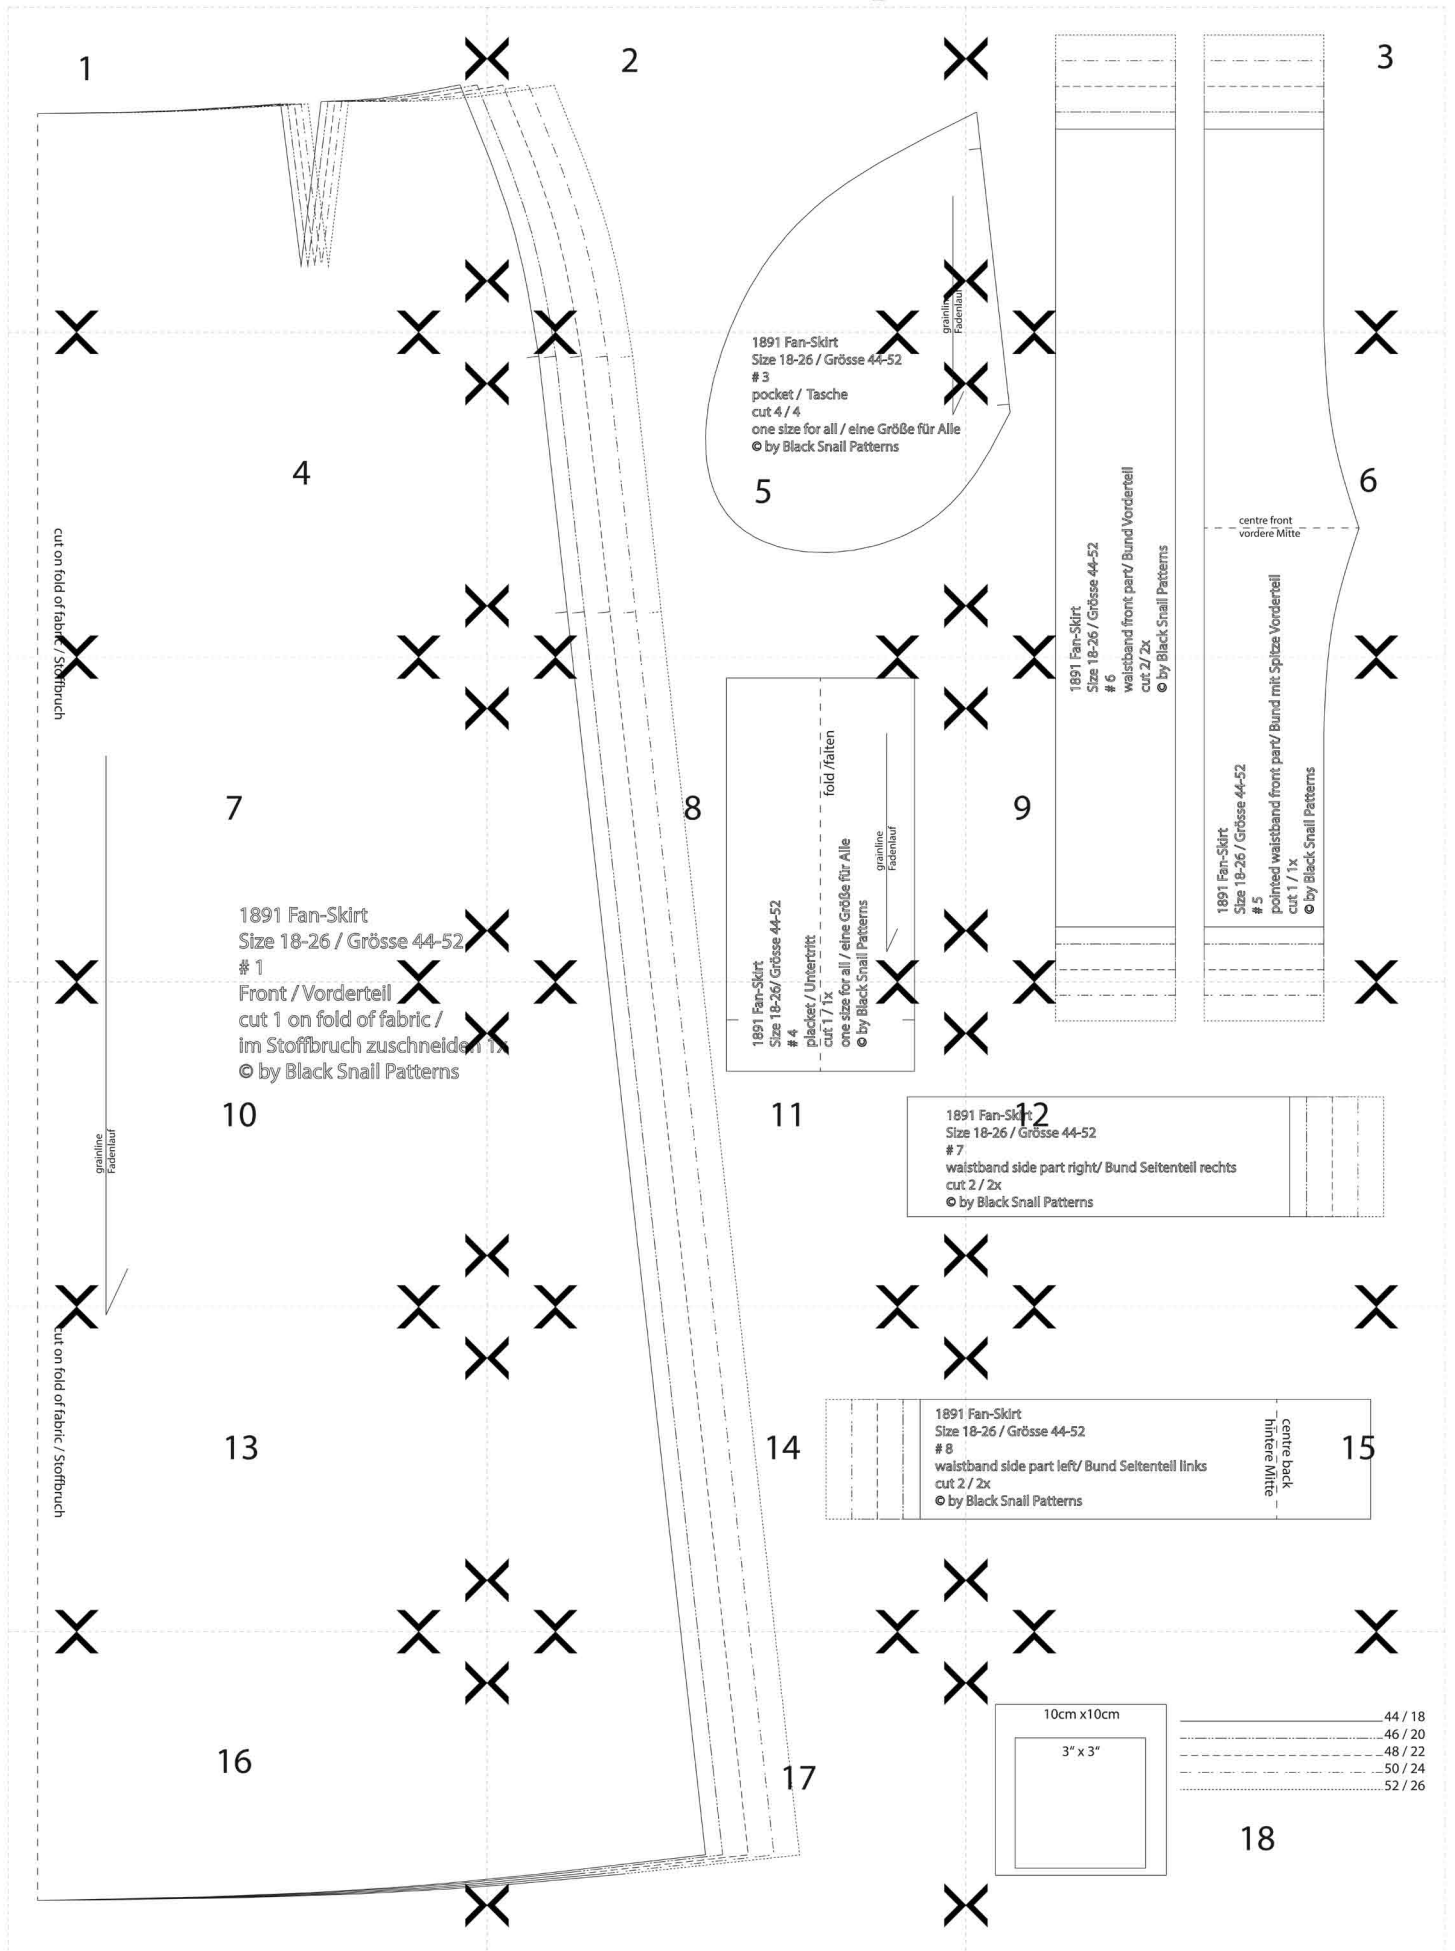 1
2
3
1891 Fan-Skirt
Size 18-26 / Grösse 44-52
# 3
pocket / Tasche
cut 4 / 4
one size for all / eine Größe für Alle
© by Black Snail Patterns
grainline
Fadenlauf
4
5
6
cut on fold of fabric / Stoffbruch
centre front
vordere Mitte
1891 Fan-Skirt
Size 18-26 / Grösse 44-52
# 6
waistband front part/ Bund Vorderteil
cut 2/ 2x
© by Black Snail Patterns
1891 Fan-Skirt
Size 18-26 / Grösse 44-52
# 5
pointed waistband front part/ Bund mit Spitze Vorderteil
cut 1 / 1x
© by Black Snail Patterns
7
8
9
fold /falten
grainline
Fadenlauf
1891 Fan-Skirt
Size 18-26/ Grösse 44-52
# 4
placket / Untertritt
cut 1 / 1x
one size for all / eine Größe für Alle
© by Black Snail Patterns
1891 Fan-Skirt
Size 18-26 / Grösse 44-52
# 1
Front / Vorderteil
cut 1 on fold of fabric /
im Stoffbruch zuschneiden 1x
© by Black Snail Patterns
10
11
12
grainline
Fadenlauf
1891 Fan-Skirt
Size 18-26 / Grösse 44-52
# 7
waistband side part right/ Bund Seitenteil rechts
cut 2 / 2x
© by Black Snail Patterns
cut on fold of fabric / Stoffbruch
13
14
15
1891 Fan-Skirt
Size 18-26 / Grösse 44-52
# 8
waistband side part left/ Bund Seitenteil links
cut 2 / 2x
© by Black Snail Patterns
centre back
hintere Mitte
16
17
18
10cm x10cm
3“ x 3“
44 / 18
46 / 20
48 / 22
50 / 24
52 / 26